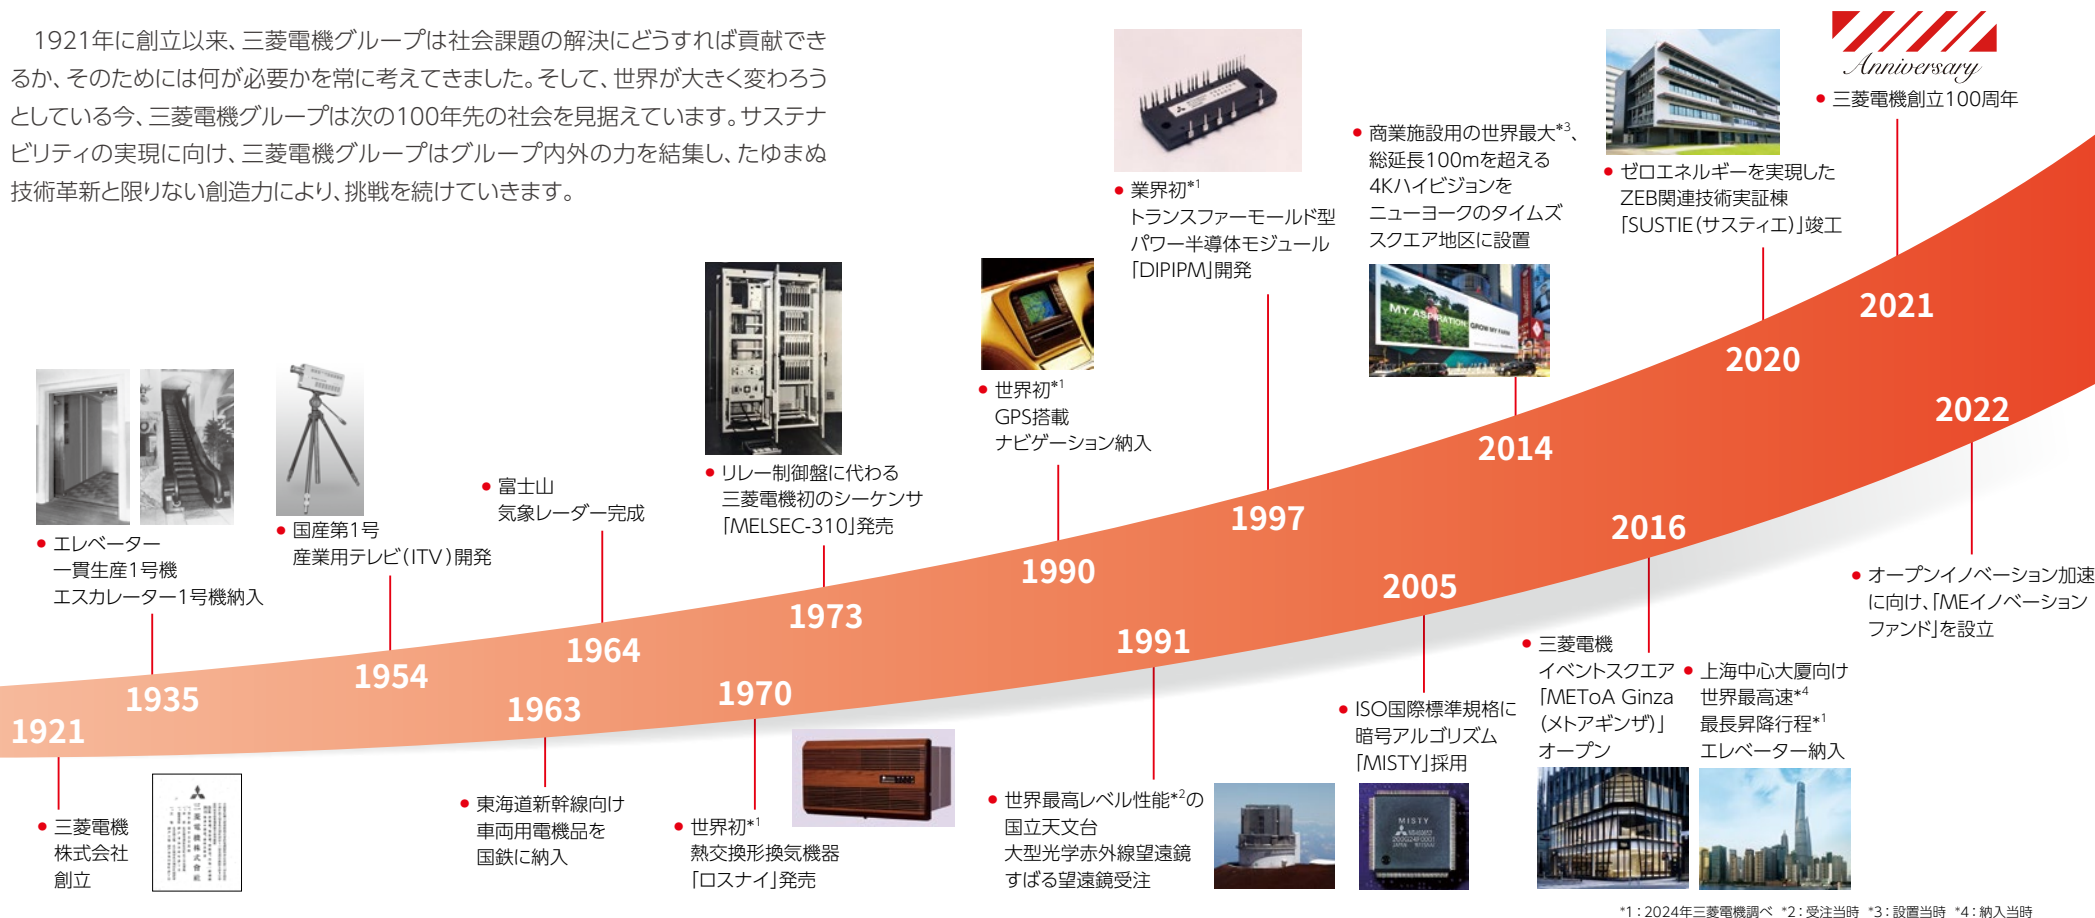 1921年に創立以来、三菱電機グループは社会課題の解決にどうすれば貢献でき
るか、そのためには何が必要かを常に考えてきました。そして、世界が大きく変わろう
としている今、三菱電機グループは次の100年先の社会を見据えています。サステナ
ビリティの実現に向け、三菱電機グループはグループ内外の力を結集し、たゆまぬ
技術革新と限りない創造力により、挑戦を続けていきます。
1921
● 三菱電機
株式会社
創立
三菱電機株式會社
1935
● エレベーター
一貫生産1号機
エスカレーター1号機納入
1954
● 国産第1号
産業用テレビ(ITV)開発
1963
● 東海道新幹線向け
車両用電機品を
国鉄に納入
1964
● 富士山
気象レーダー完成
1970
● 世界初*1
熱交換形換気機器
「ロスナイ」発売
1973
● リレー制御盤に代わる
三菱電機初のシーケンサ
「MELSEC-310」発売
1990
● 世界初*1
GPS搭載
ナビゲーション納入
1991
● 世界最高レベル性能*2の
国立天文台
大型光学赤外線望遠鏡
すばる望遠鏡受注
1997
● 業界初*1
トランスファーモールド型
パワー半導体モジュール
「DIPIPM」開発
2005
● ISO国際標準規格に
暗号アルゴリズム
「MISTY」採用
MISTY
2014
● 商業施設用の世界最大*3、
総延長100mを超える
4Kハイビジョンを
ニューヨークのタイムズ
スクエア地区に設置
MY ASPIRATION
GROW MY FARM
2016
● 三菱電機
イベントスクエア
「METoA Ginza
(メトアギンザ)」
オープン
● 上海中心大厦向け
世界最高速*4
最長昇降行程*1
エレベーター納入
2020
● ゼロエネルギーを実現した
ZEB関連技術実証棟
「SUSTIE(サスティエ)」竣工
2021
Anniversary
● 三菱電機創立100周年
2022
● オープンイノベーション加速
に向け、「MEイノベーション
ファンド」を設立
*1：2024年三菱電機調べ *2：受注当時 *3：設置当時 *4：納入当時